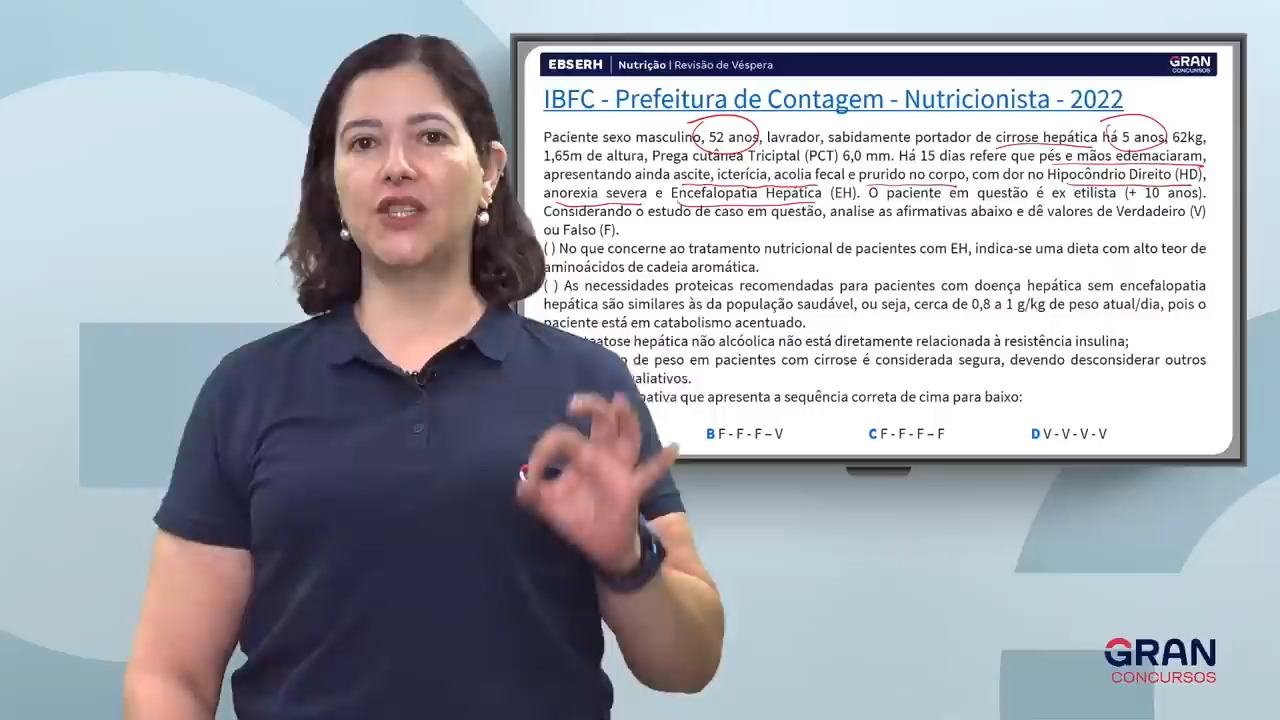 EBSERH | Nutrição | Revisão de Véspera
GRAN
CONCURSOS
IBFC - Prefeitura de Contagem - Nutricionista - 2022
Paciente sexo masculino, 52 anos, lavrador, sabidamente portador de cirrose hepática há 5 anos, 62kg,
1,65m de altura, Prega cutânea Triciptal (PCT) 6,0 mm. Há 15 dias refere que pés e mãos edemaciaram,
apresentando ainda ascite, icterícia, acolia fecal e prurido no corpo, com dor no Hipocôndrio Direito (HD),
anorexia severa e Encefalopatia Hepática (EH). O paciente em questão é ex etilista (+ 10 anos).
Considerando o estudo de caso em questão, analise as afirmativas abaixo e dê valores de Verdadeiro (V)
ou Falso (F).
( ) No que concerne ao tratamento nutricional de pacientes com EH, indica-se uma dieta com alto teor de
aminoácidos de cadeia aromática.
( ) As necessidades proteicas recomendadas para pacientes com doença hepática sem encefalopatia
hepática são similares às da população saudável, ou seja, cerca de 0,8 a 1 g/kg de peso atual/dia, pois o
paciente está em catabolismo acentuado.
hepática não alcóolica não está diretamente relacionada à resistência insulina;
de peso em pacientes com cirrose é considerada segura, devendo desconsiderar outros
que apresenta a sequência correta de cima para baixo:
B F - F - F – V
C F - F - F – F
D V - V - V - V
GRAN
CONCURSOS